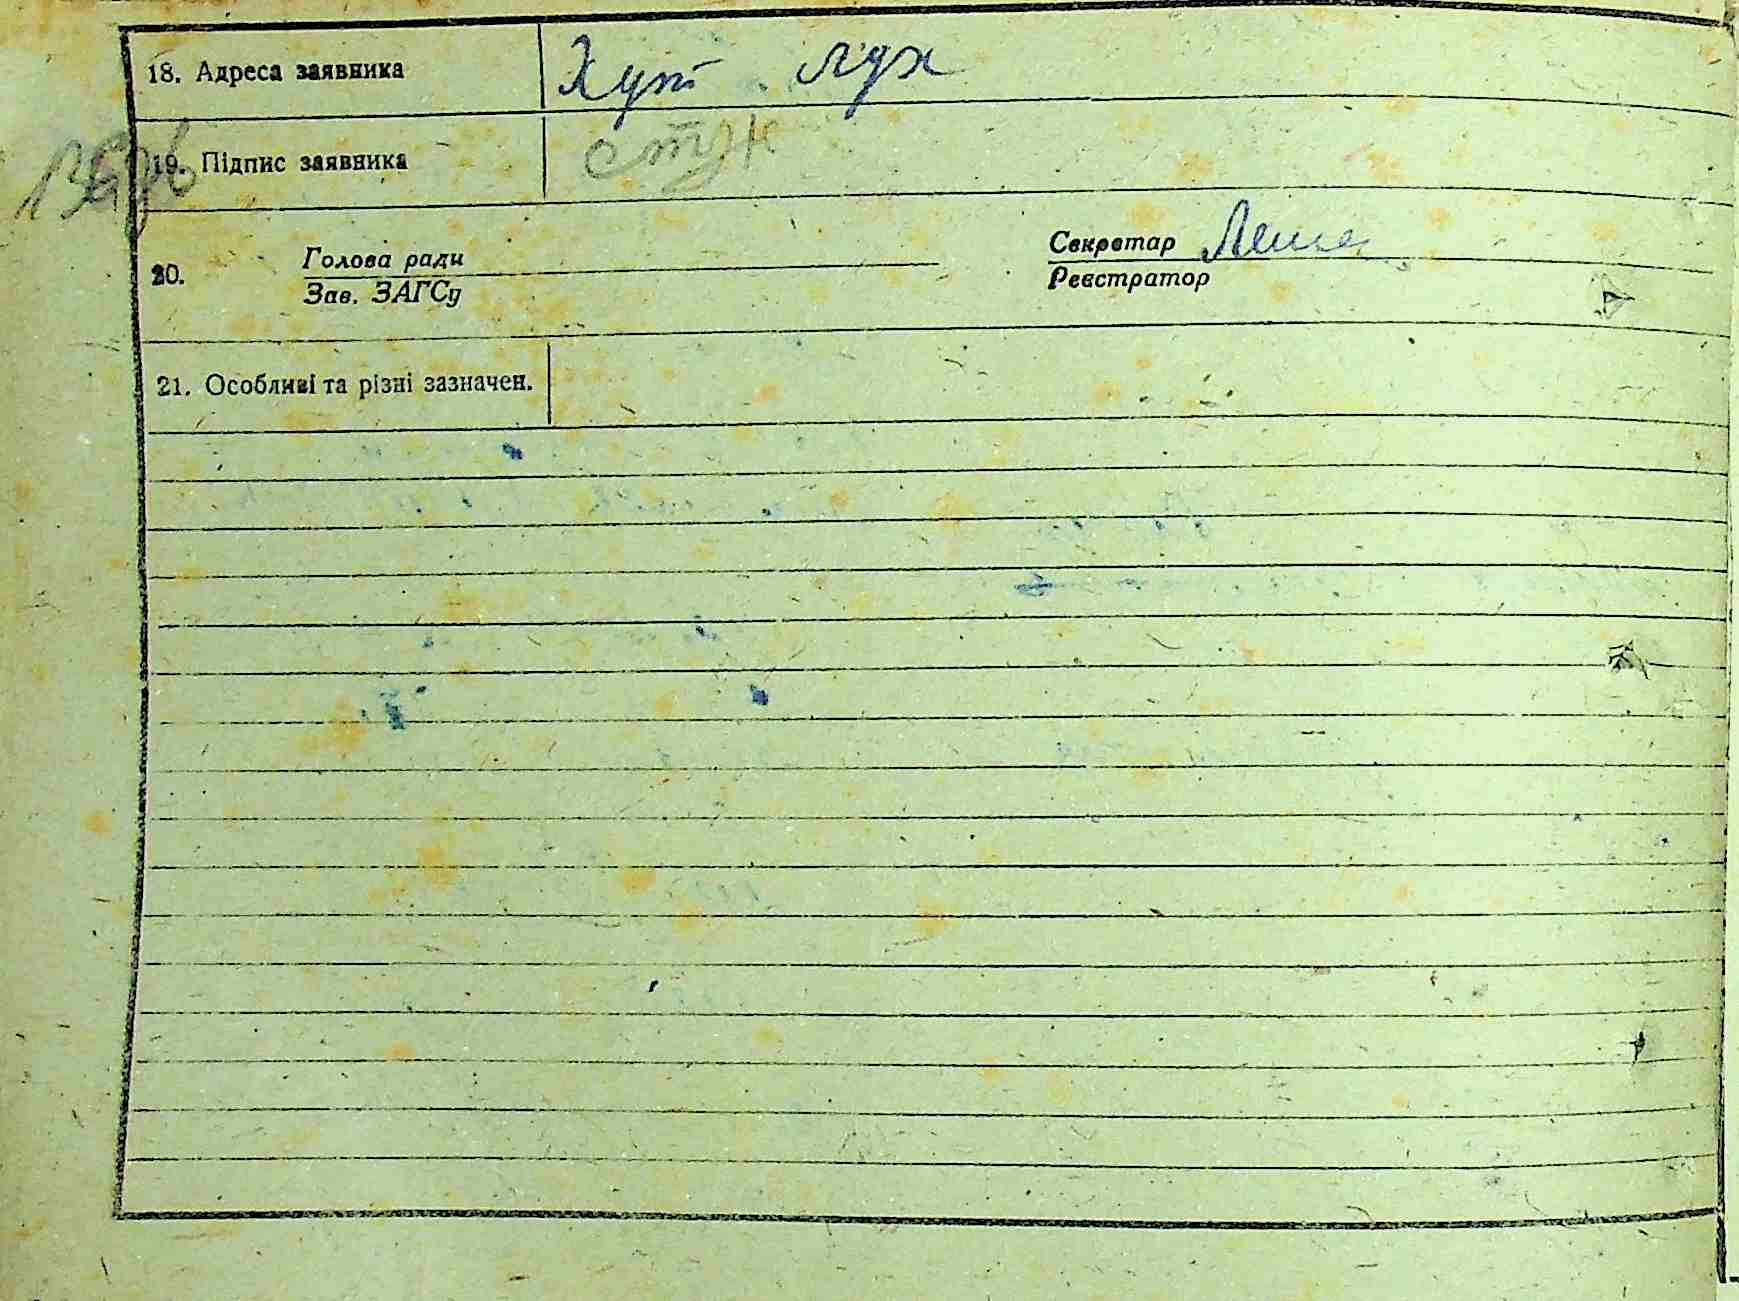 18. Адреса заявника Хут Лух
19. Підпис заявника стук
20. Голова ради
Зав. ЗАГСу
Секретар
Реєстратор
21. Особливі та різні зазначен.